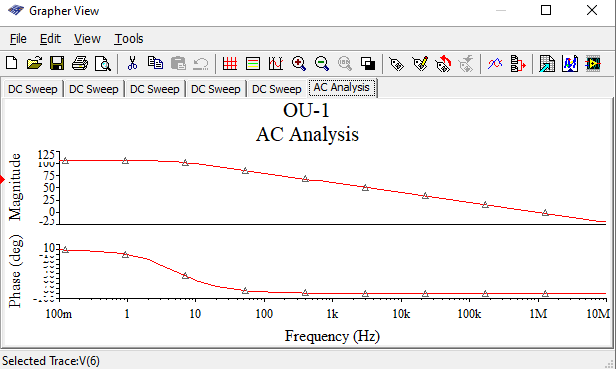 Grapher View
File Edit View Tools
DC Sweep DC Sweep DC Sweep DC Sweep DC Sweep AC Analysis
OU-1
AC Analysis
Magnitude
125
100
75
50
25
0
-25
Phase (deg)
10
100m 1 10 100 1k 10k 100k 1M 10M
Frequency (Hz)
Selected Trace:V(6)